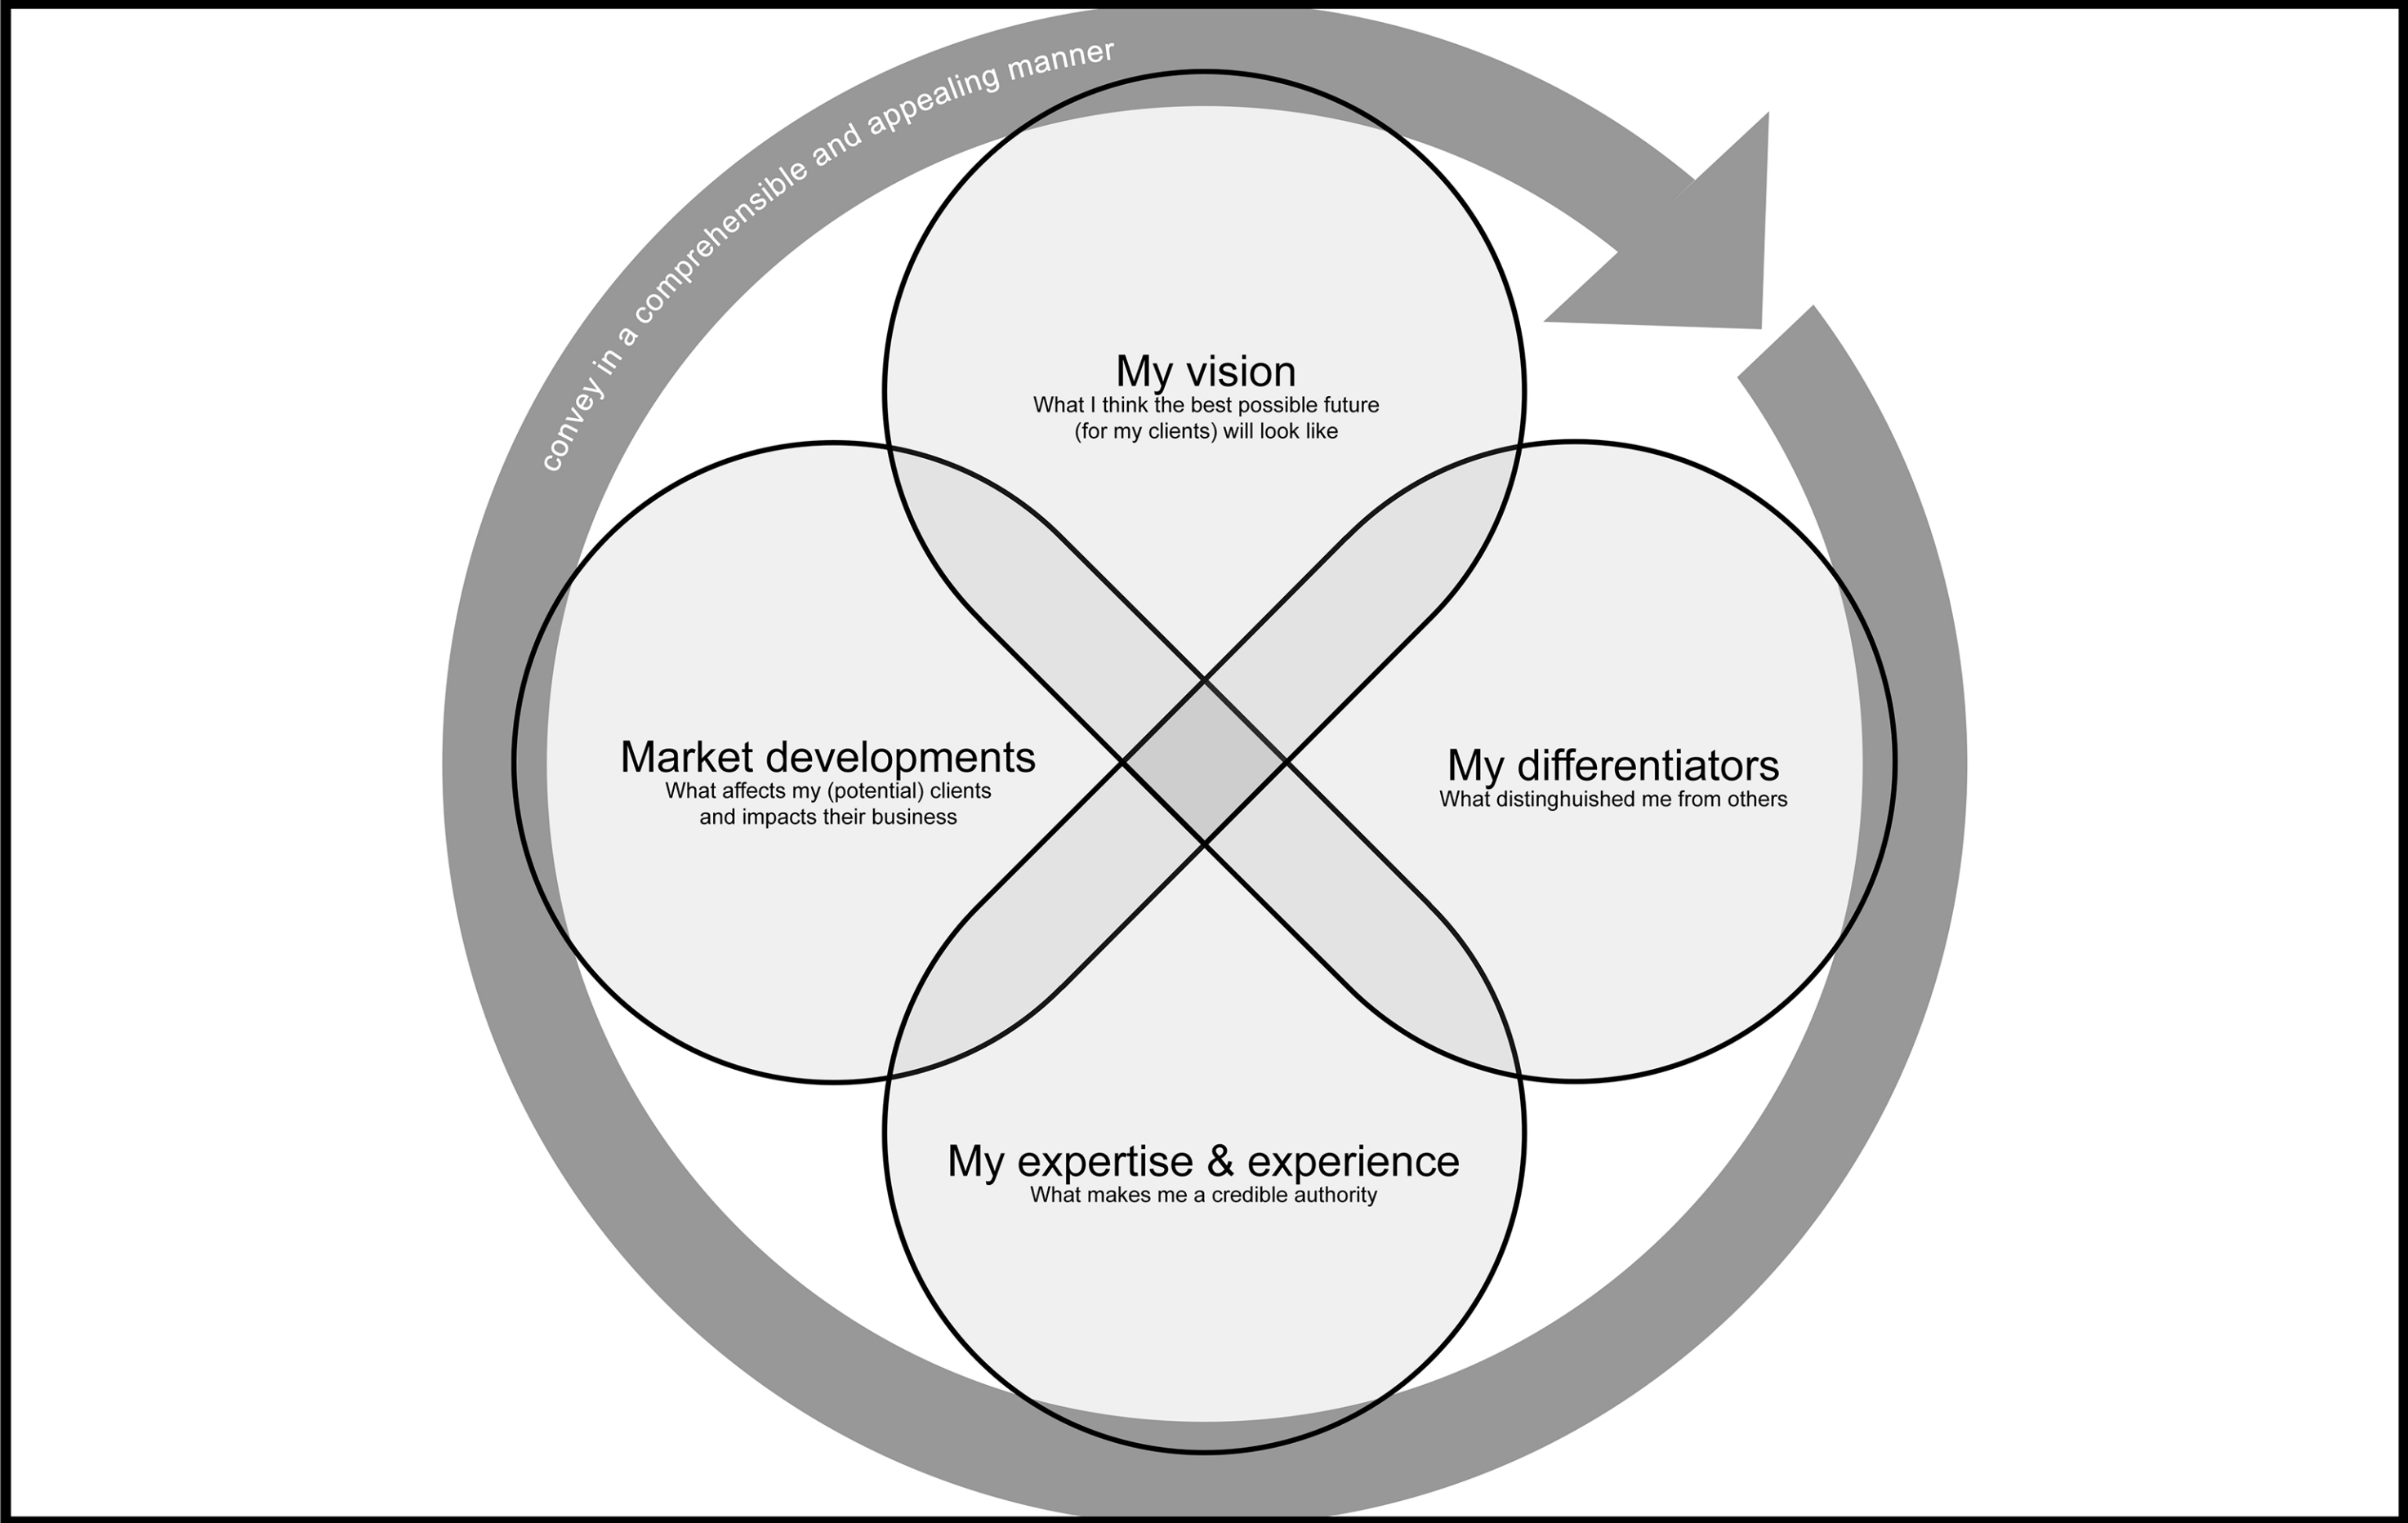 convey in a comprehensible and appealing manner
My vision
What I think the best possible future
(for my clients) will look like
Market developments
What affects my (potential) clients
and impacts their business
My differentiators
What distinghuished me from others
My expertise & experience
What makes me a credible authority